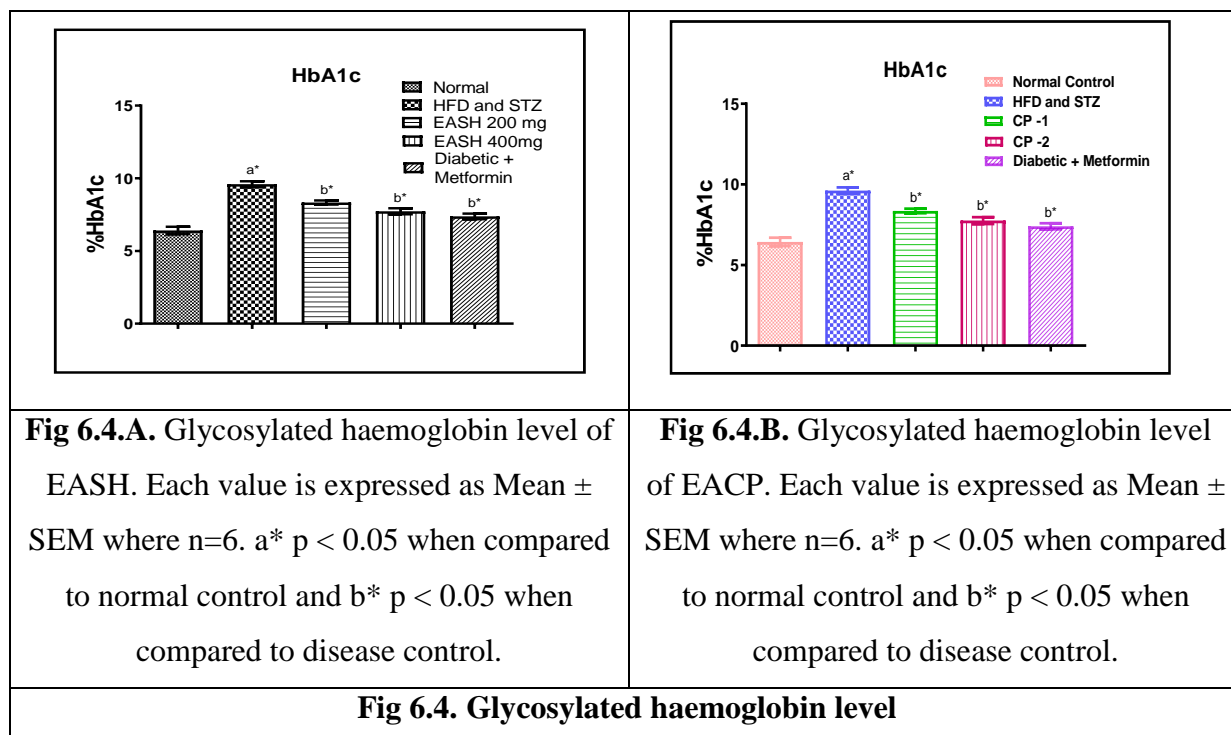 HbA1c
Normal
HFD and STZ
EASH 200 mg
EASH 400mg
Diabetic +
Metformin
%HbA1c
15
10
5
0
a*
b*
b*
b*
Fig 6.4.A. Glycosylated haemoglobin level of
EASH. Each value is expressed as Mean ±
SEM where n=6. a* p < 0.05 when compared
to normal control and b* p < 0.05 when
compared to disease control.
HbA1c
Normal Control
HFD and STZ
CP -1
CP -2
Diabetic + Metformin
%HbA1c
15
10
5
0
a*
b*
b*
b*
Fig 6.4.B. Glycosylated haemoglobin level
of EACP. Each value is expressed as Mean ±
SEM where n=6. a* p < 0.05 when compared
to normal control and b* p < 0.05 when
compared to disease control.
Fig 6.4. Glycosylated haemoglobin level